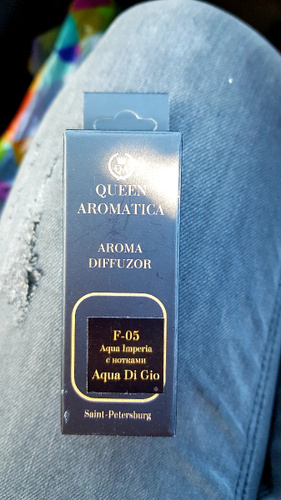 QUEEN
AROMATICA
AROMA
DIFFUZOR
F-05
Aqua Imperia
с нотками
Aqua Di Gio
Saint-Petersburg